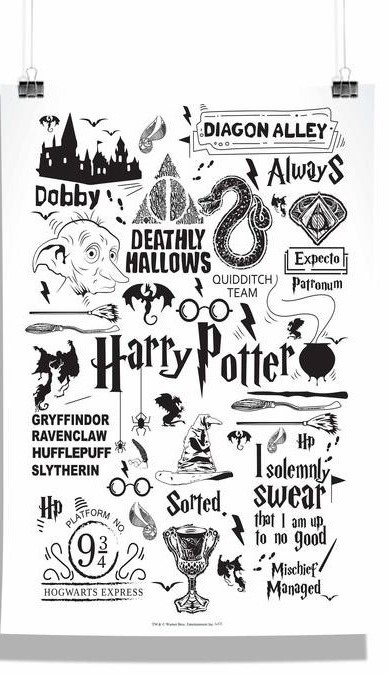 DIAGON ALLEY
Always
Dobby
DEATHLY
HALLOWS
Expecto
Patronum
QUIDDITCH
TEAM
Harry Potter
GRYFFINDOR
RAVENCLAW
HUFFLEPUFF
SLYTHERIN
Hp
I solemnly
swear
that I am up
to no good
Hp
Sorted
PLATFORM NO.
9 3/4
HOGWARTS EXPRESS
Mischief
Managed